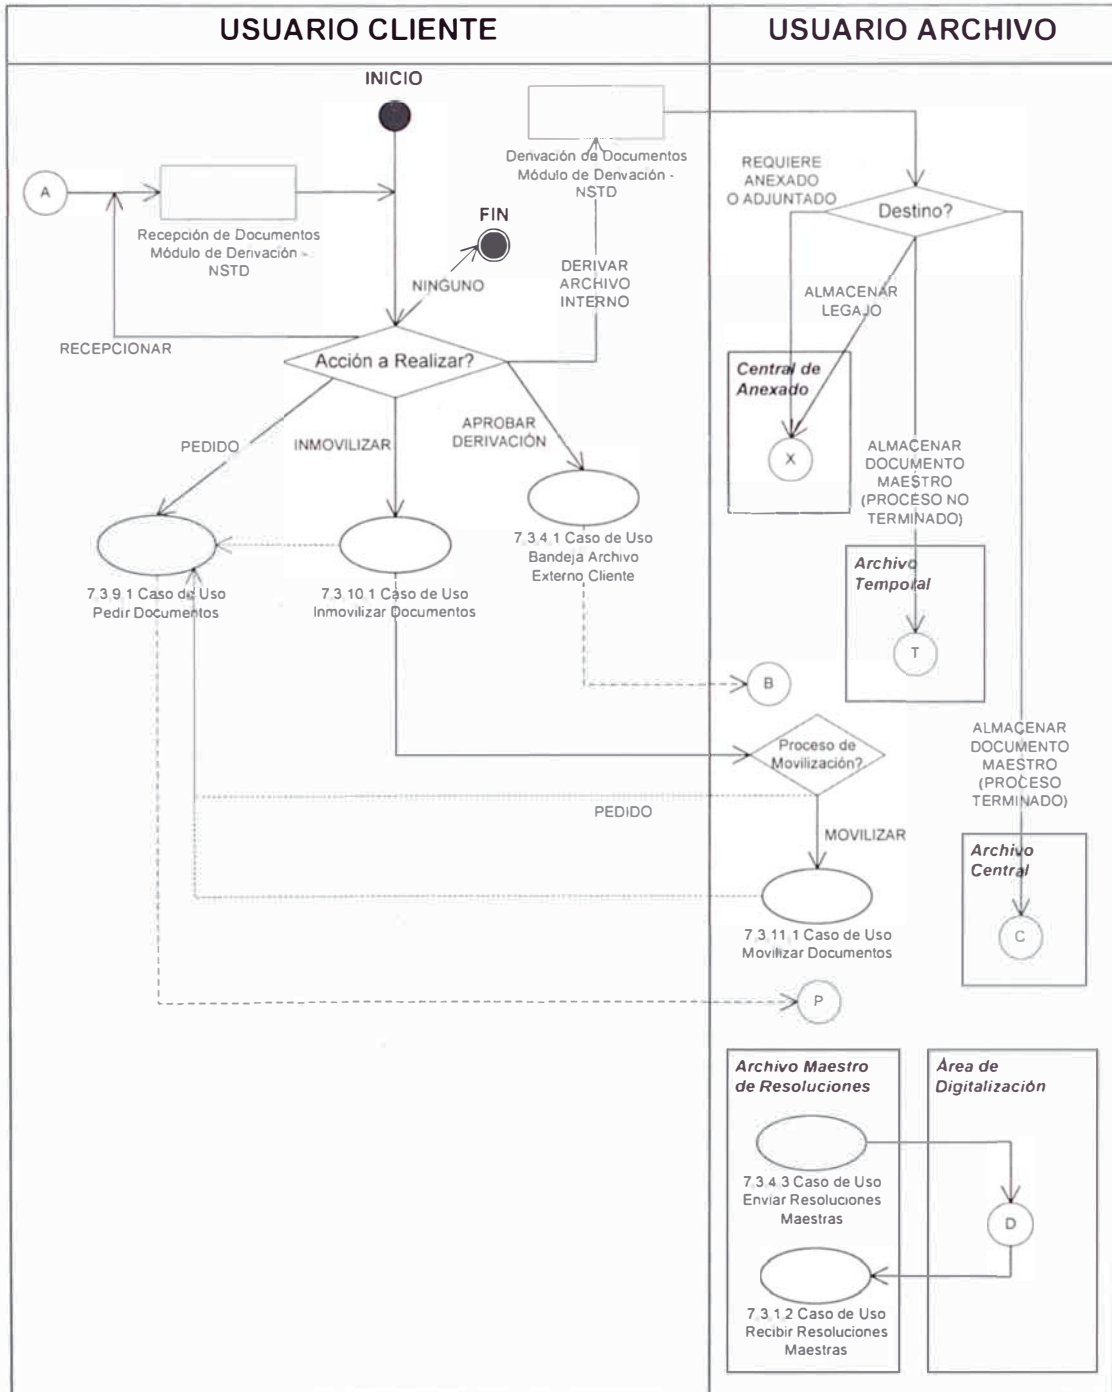 USUARIO CLIENTE
USUARIO ARCHIVO
INICIO
A
Recepción de Documentos
Módulo de Derivación -
NSTD
Derivación de Documentos
Módulo de Derivación -
NSTD
FIN
NINGUNO
DERIVAR
ARCHIVO
INTERNO
RECEPCIONAR
Acción a Realizar?
REQUIERE
ANEXADO
O ADJUNTADO
Destino?
ALMACENAR
LEGAJO
Central de
Anexado
X
PEDIDO
INMOVILIZAR
APROBAR
DERIVACIÓN
ALMACENAR
DOCUMENTO
MAESTRO
(PROCESO NO
TERMINADO)
7.3.9.1 Caso de Uso
Pedir Documentos
7.3.10.1 Caso de Uso
Inmovilizar Documentos
7.3.4.1 Caso de Uso
Bandeja Archivo
Externo Cliente
Archivo
Temporal
T
B
Proceso de
Movilización?
ALMACENAR
DOCUMENTO
MAESTRO
(PROCESO
TERMINADO)
PEDIDO
MOVILIZAR
Archivo
Central
C
7.3.11.1 Caso de Uso
Movilizar Documentos
P
Archivo Maestro
de Resoluciones
Área de
Digitalización
7.3.4.3 Caso de Uso
Enviar Resoluciones
Maestras
D
7.3.1.2 Caso de Uso
Recibir Resoluciones
Maestras